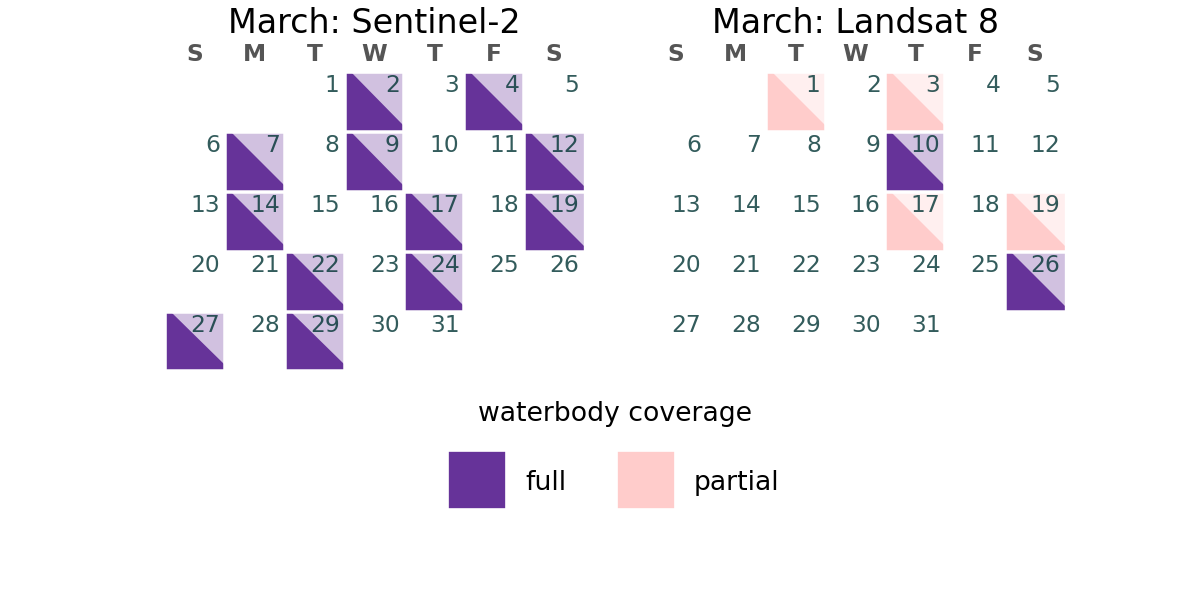 March: Sentinel-2
S M T W T F S
1 2 3 4 5
6 7 8 9 10 11 12
13 14 15 16 17 18 19
20 21 22 23 24 25 26
27 28 29 30 31
March: Landsat 8
S M T W T F S
1 2 3 4 5
6 7 8 9 10 11 12
13 14 15 16 17 18 19
20 21 22 23 24 25 26
27 28 29 30 31
waterbody coverage
full partial